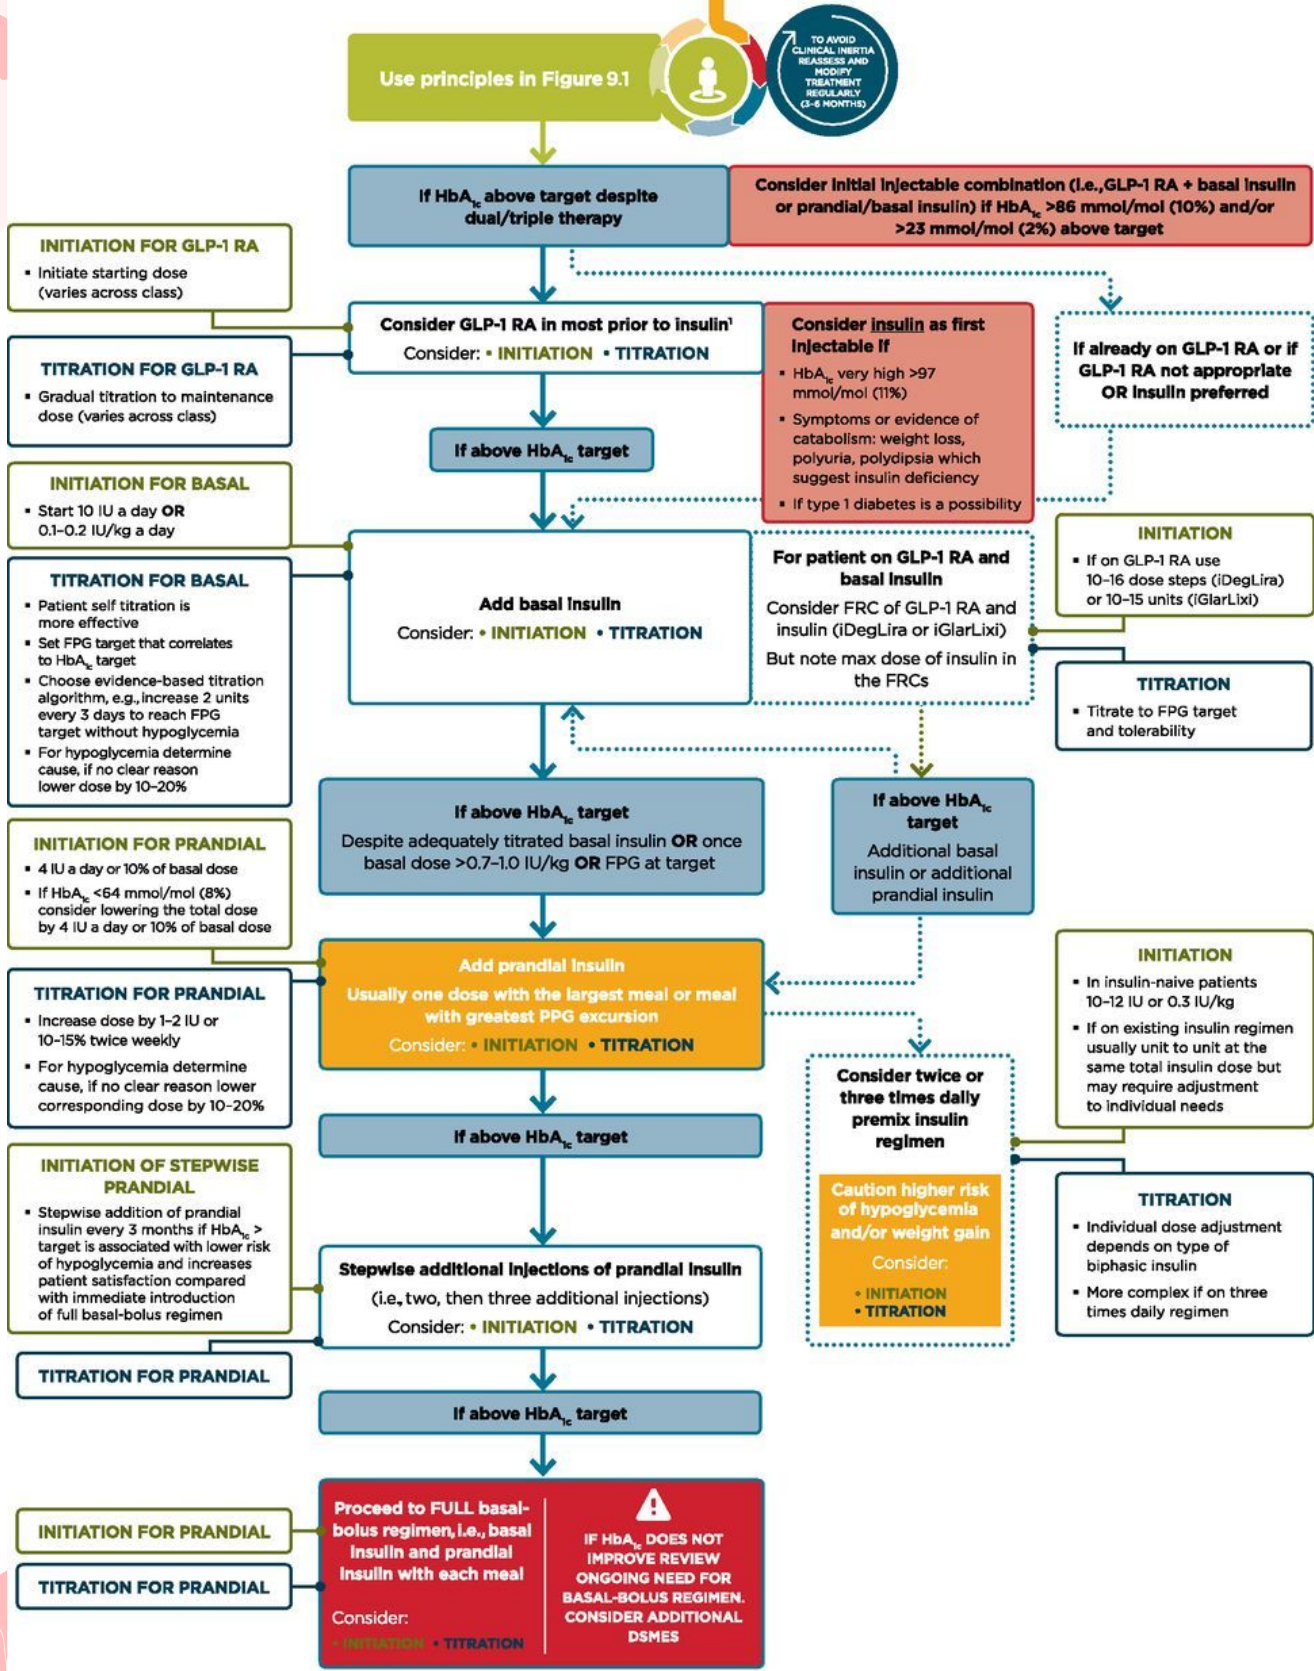 Use principles in Figure 9.1
TO AVOID
CLINICAL INERTIA
REASSESS AND
MODIFY
TREATMENT
REGULARLY
(3-6 MONTHS)
If HbA1c above target despite
dual/triple therapy
Consider initial injectable combination (i.e., GLP-1 RA + basal insulin
or prandial/basal insulin) if HbA1c >86 mmol/mol (10%) and/or
>23 mmol/mol (2%) above target
INITIATION FOR GLP-1 RA
▪ Initiate starting dose
(varies across class)
TITRATION FOR GLP-1 RA
▪ Gradual titration to maintenance
dose (varies across class)
Consider GLP-1 RA in most prior to insulin¹
Consider: • INITIATION • TITRATION
Consider insulin as first
injectable if
▪ HbA1c very high >97
mmol/mol (11%)
▪ Symptoms or evidence of
catabolism: weight loss,
polyuria, polydipsia which
suggest insulin deficiency
▪ If type 1 diabetes is a possibility
If already on GLP-1 RA or if
GLP-1 RA not appropriate
OR insulin preferred
If above HbA1c target
INITIATION FOR BASAL
▪ Start 10 IU a day OR
0.1–0.2 IU/kg a day
TITRATION FOR BASAL
▪ Patient self titration is
more effective
▪ Set FPG target that correlates
to HbA1c target
▪ Choose evidence-based titration
algorithm, e.g., increase 2 units
every 3 days to reach FPG
target without hypoglycemia
▪ For hypoglycemia determine
cause, if no clear reason
lower dose by 10–20%
Add basal insulin
Consider: • INITIATION • TITRATION
For patient on GLP-1 RA and
basal insulin
Consider FRC of GLP-1 RA and
insulin (iDegLira or iGlarLixi)
But note max dose of insulin in
the FRCs
INITIATION
▪ If on GLP-1 RA use
10–16 dose steps (iDegLira)
or 10–15 units (iGlarLixi)
TITRATION
▪ Titrate to FPG target
and tolerability
If above HbA1c target
Despite adequately titrated basal insulin OR once
basal dose >0.7–1.0 IU/kg OR FPG at target
If above HbA1c
target
Additional basal
insulin or additional
prandial insulin
INITIATION FOR PRANDIAL
▪ 4 IU a day or 10% of basal dose
▪ If HbA1c <64 mmol/mol (8%)
consider lowering the total dose
by 4 IU a day or 10% of basal dose
TITRATION FOR PRANDIAL
▪ Increase dose by 1–2 IU or
10–15% twice weekly
▪ For hypoglycemia determine
cause, if no clear reason lower
corresponding dose by 10–20%
Add prandial insulin
Usually one dose with the largest meal or meal
with greatest PPG excursion
Consider: • INITIATION • TITRATION
INITIATION
▪ In insulin-naive patients
10–12 IU or 0.3 IU/kg
▪ If on existing insulin regimen
usually unit to unit at the
same total insulin dose but
may require adjustment
to individual needs
Consider twice or
three times daily
premix insulin
regimen
Caution higher risk
of hypoglycemia
and/or weight gain
Consider:
• INITIATION
• TITRATION
TITRATION
▪ Individual dose adjustment
depends on type of
biphasic insulin
▪ More complex if on three
times daily regimen
If above HbA1c target
INITIATION OF STEPWISE
PRANDIAL
▪ Stepwise addition of prandial
insulin every 3 months if HbA1c >
target is associated with lower risk
of hypoglycemia and increases
patient satisfaction compared
with immediate introduction
of full basal-bolus regimen
TITRATION FOR PRANDIAL
Stepwise additional injections of prandial insulin
(i.e., two, then three additional injections)
Consider: • INITIATION • TITRATION
If above HbA1c target
INITIATION FOR PRANDIAL
TITRATION FOR PRANDIAL
Proceed to FULL basal-
bolus regimen, i.e., basal
insulin and prandial
insulin with each meal
Consider:
• INITIATION • TITRATION
IF HbA1c DOES NOT
IMPROVE REVIEW
ONGOING NEED FOR
BASAL-BOLUS REGIMEN.
CONSIDER ADDITIONAL
DSMES